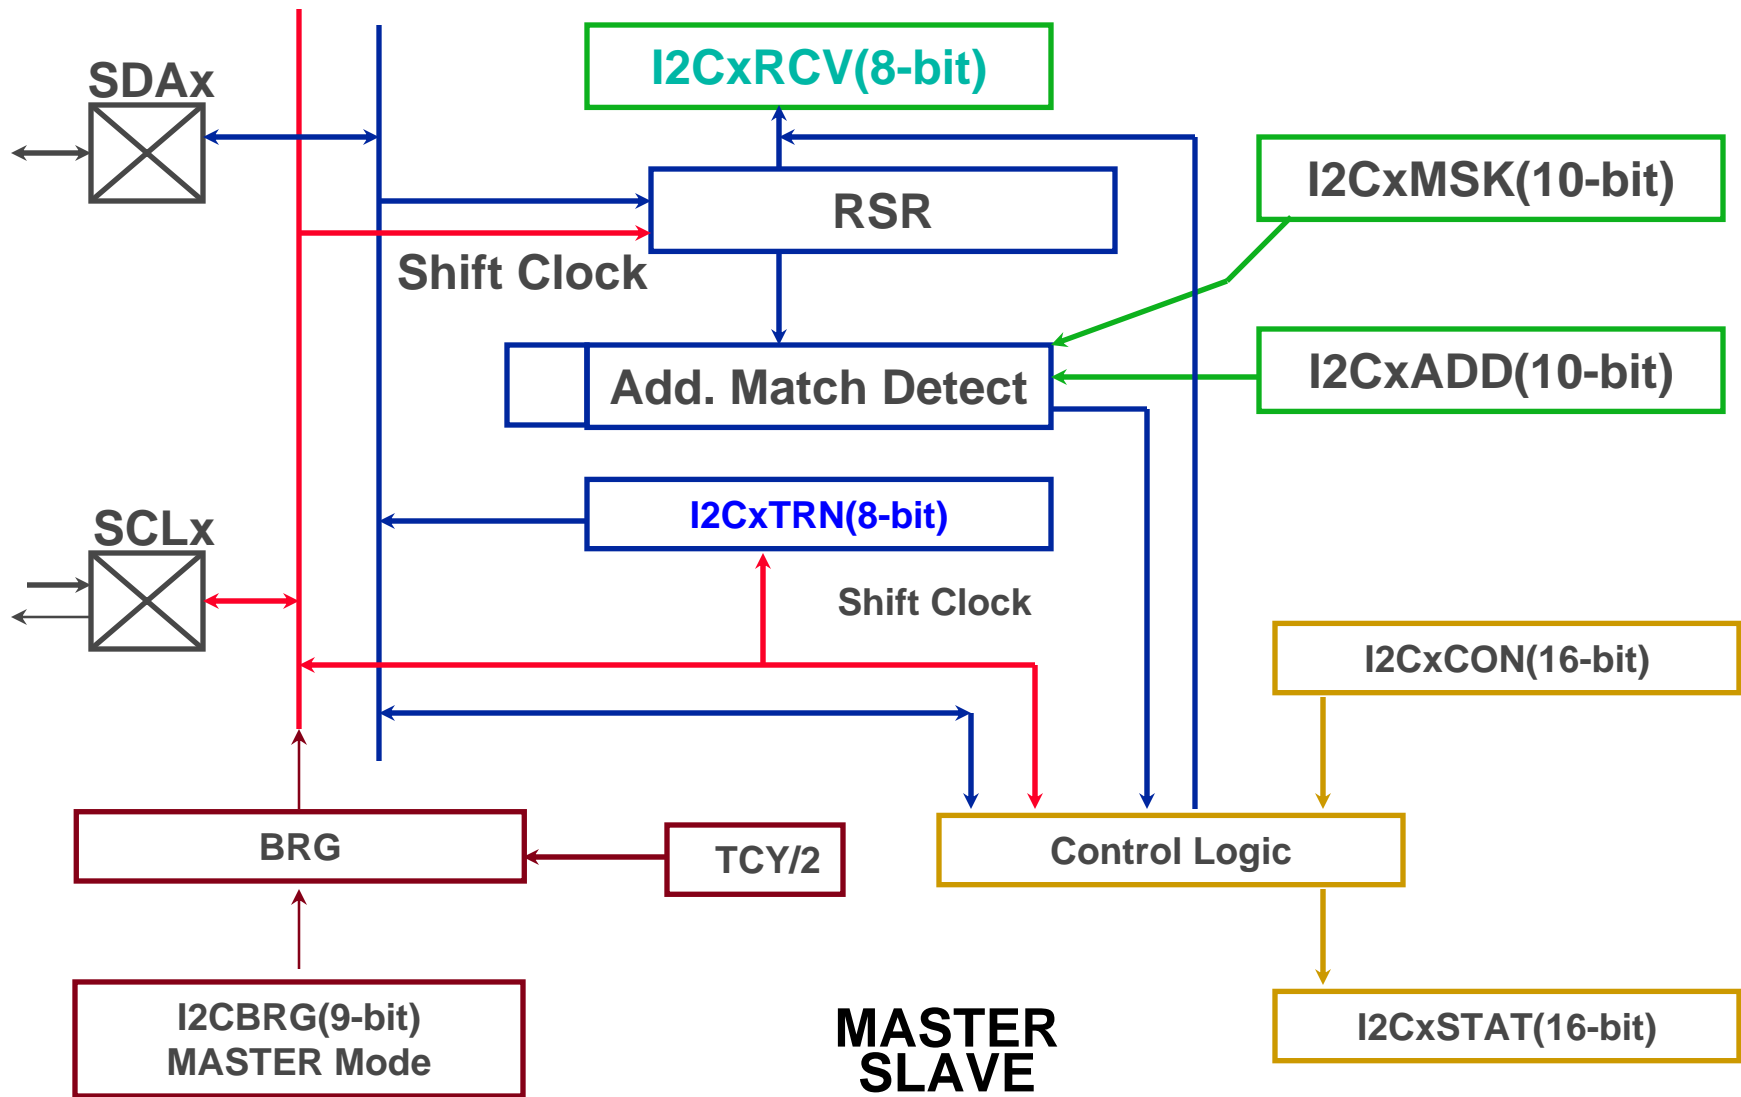 I2CxRCV(8-bit)
SDAx
I2CxMSK(10-bit)
RSR
Shift Clock
I2CxADD(10-bit)
Add. Match Detect
I2CxTRN(8-bit)
SCLx
Shift Clock
I2CxCON(16-bit)
BRG
TCY/2
Control Logic
I2CBRG(9-bit)
MASTER Mode
MASTER
SLAVE
I2CxSTAT(16-bit)